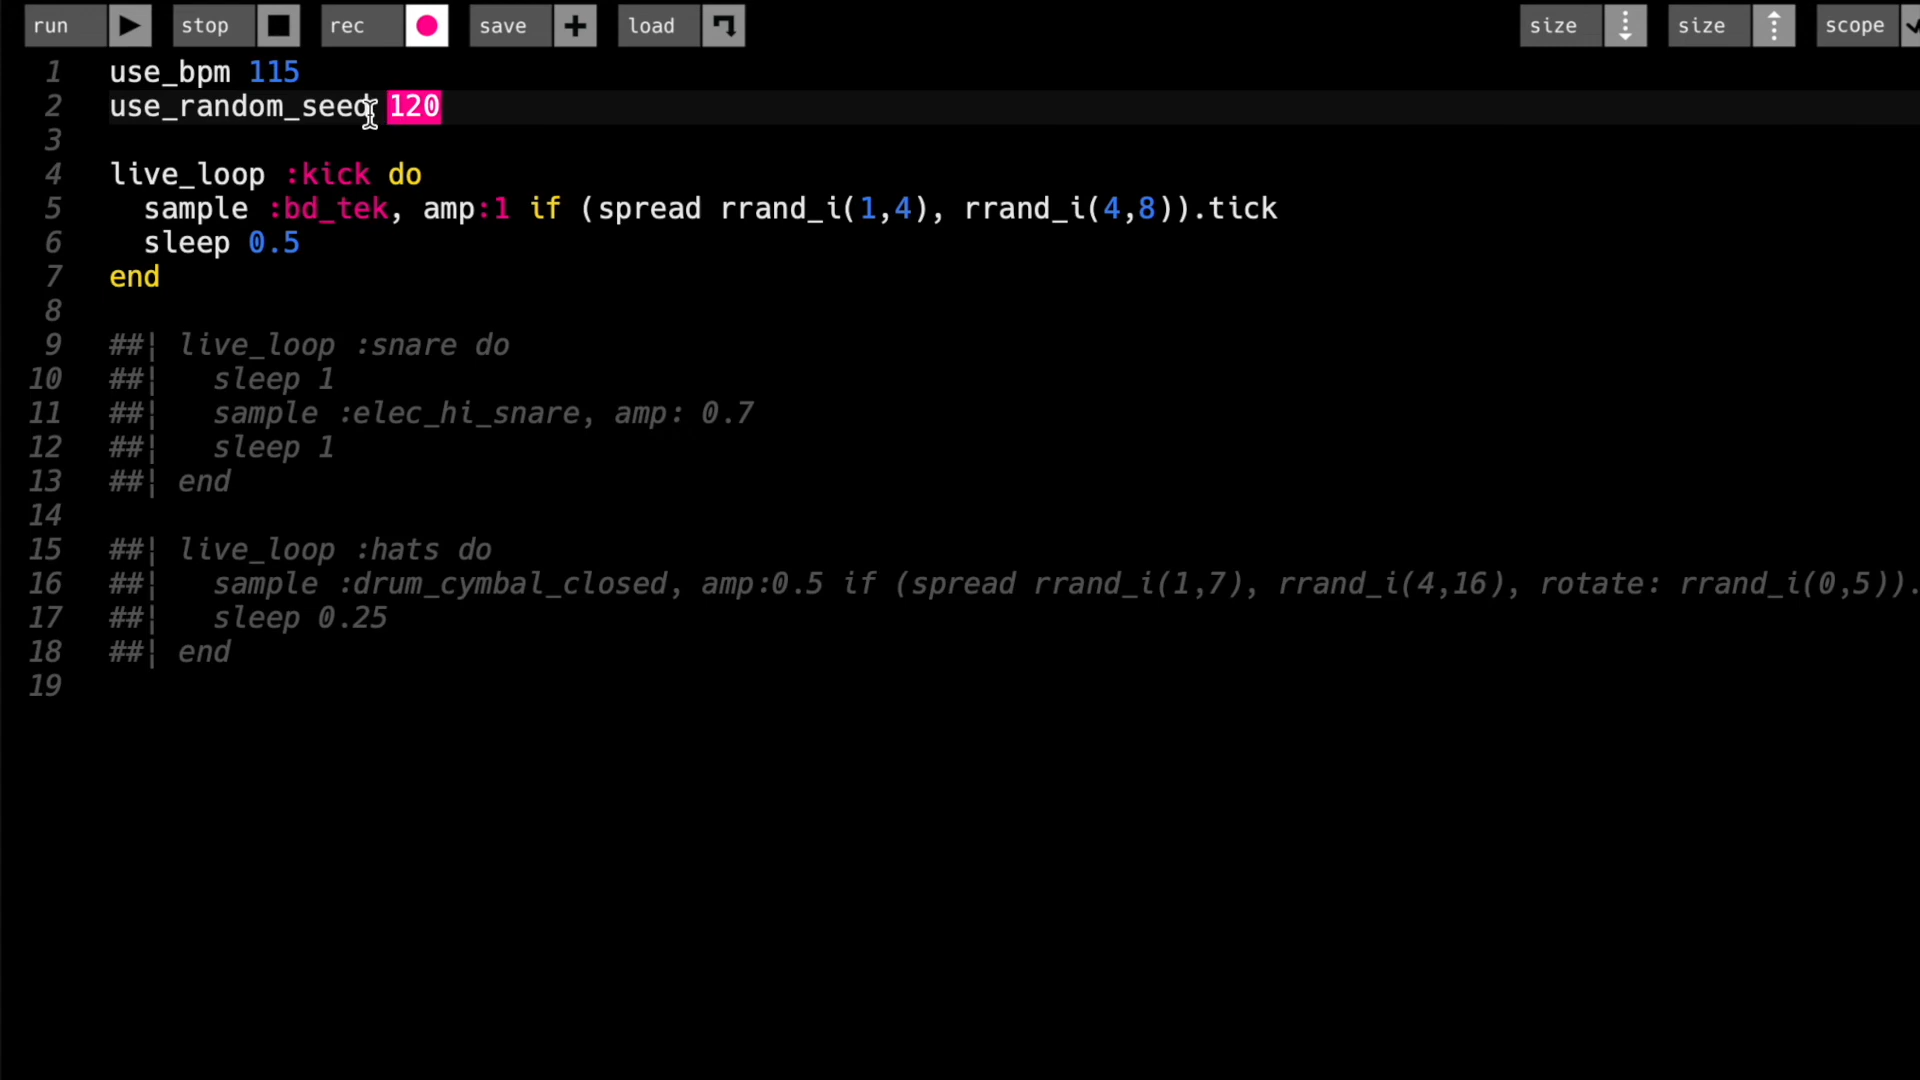 run stop rec save load size size scope
1 use_bpm 115
2 use_random_seed 120
3
4 live_loop :kick do
5 sample :bd_tek, amp:1 if (spread rrand_i(1,4), rrand_i(4,8)).tick
6 sleep 0.5
7 end
8
9 ##| live_loop :snare do
10 ##| sleep 1
11 ##| sample :elec_hi_snare, amp: 0.7
12 ##| sleep 1
13 ##| end
14
15 ##| live_loop :hats do
16 ##| sample :drum_cymbal_closed, amp:0.5 if (spread rrand_i(1,7), rrand_i(4,16), rotate: rrand_i(0,5)).
17 ##| sleep 0.25
18 ##| end
19